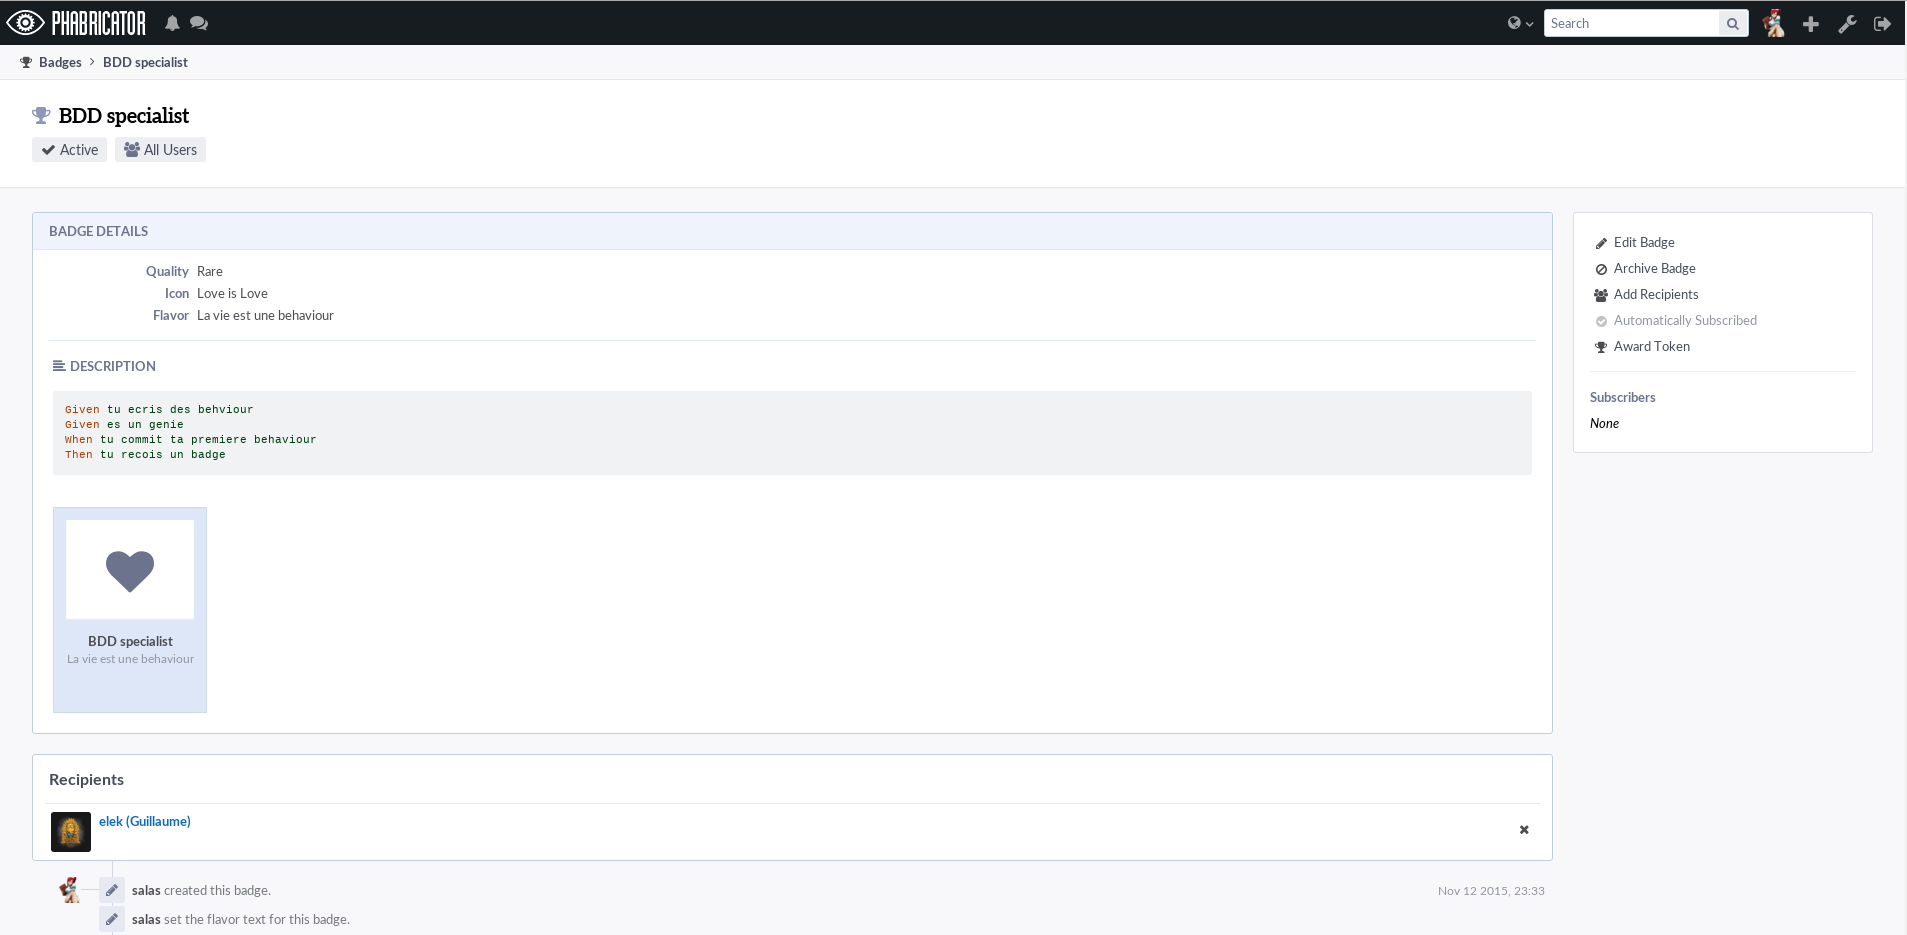 PHABRICATOR
Search
Badges > BDD specialist
BDD specialist
Active All Users
BADGE DETAILS
Quality Rare
Icon Love is Love
Flavor La vie est une behaviour
DESCRIPTION
Given tu ecris des behviour
Given es un genie
When tu commit ta premiere behaviour
Then tu recois un badge
BDD specialist
La vie est une behaviour
Recipients
elek (Guillaume)
salas created this badge. Nov 12 2015, 23:33
salas set the flavor text for this badge.
Edit Badge
Archive Badge
Add Recipients
Automatically Subscribed
Award Token
Subscribers
None